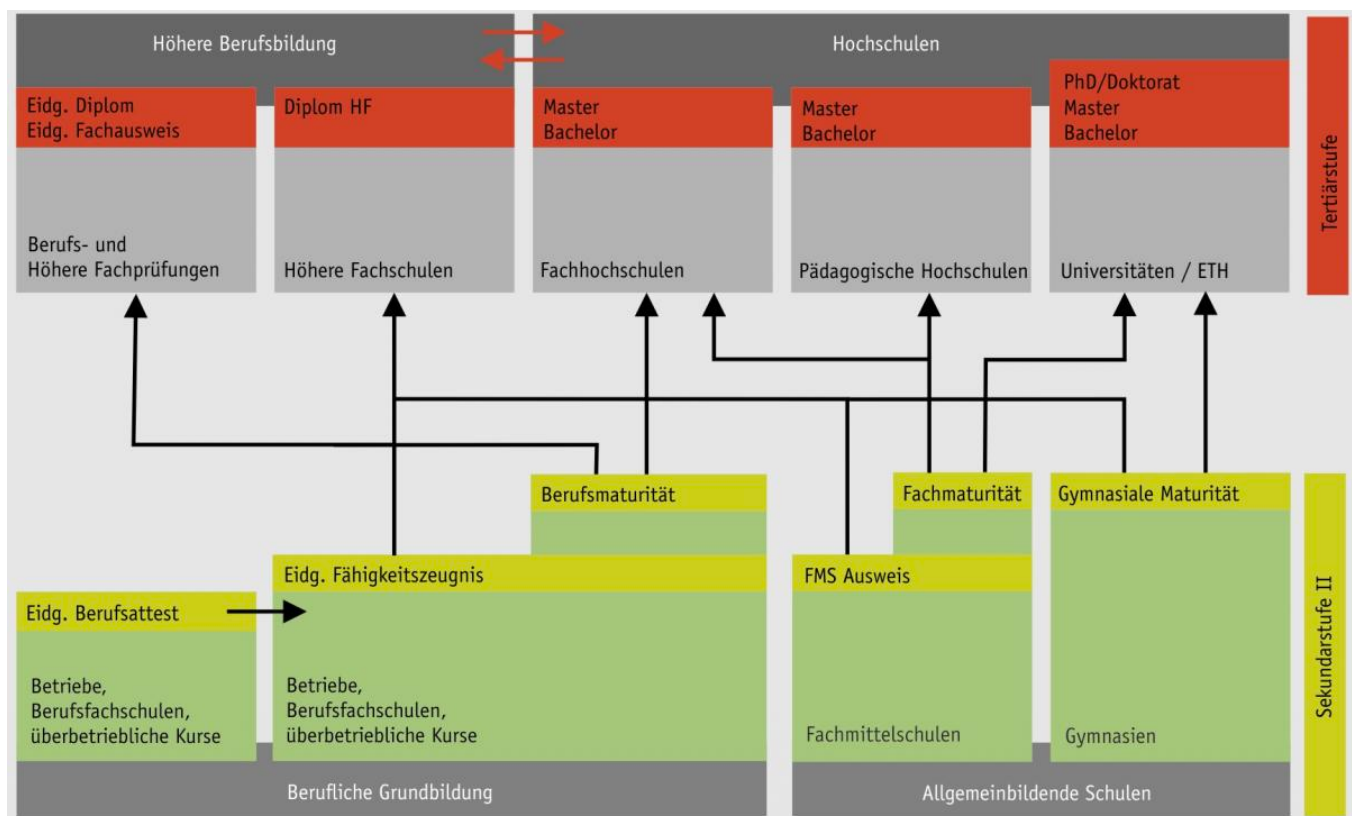 Höhere Berufsbildung
Hochschulen
Eidg. Diplom
Eidg. Fachausweis
Diplom HF
Master
Bachelor
Master
Bachelor
PhD/Doktorat
Master
Bachelor
Tertiärstufe
Berufs- und
Höhere Fachprüfungen
Höhere Fachschulen
Fachhochschulen
Pädagogische Hochschulen
Universitäten / ETH
Berufsmaturität
Fachmaturität
Gymnasiale Maturität
Eidg. Fähigkeitszeugnis
FMS Ausweis
Eidg. Berufsattest
Sekundarstufe II
Betriebe,
Berufsfachschulen,
überbetriebliche Kurse
Betriebe,
Berufsfachschulen,
überbetriebliche Kurse
Fachmittelschulen
Gymnasien
Berufliche Grundbildung
Allgemeinbildende Schulen